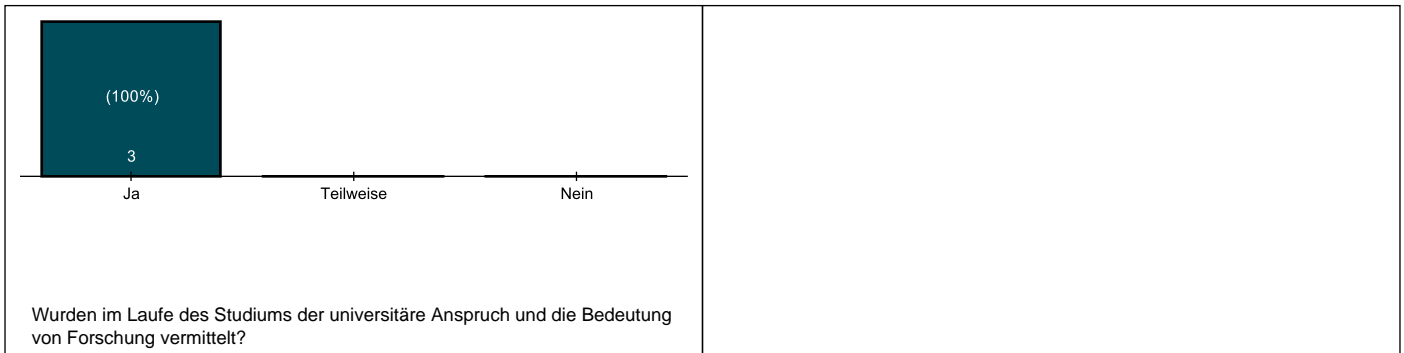 (100%)
3
Ja Teilweise Nein
Wurden im Laufe des Studiums der universitäre Anspruch und die Bedeutung
von Forschung vermittelt?